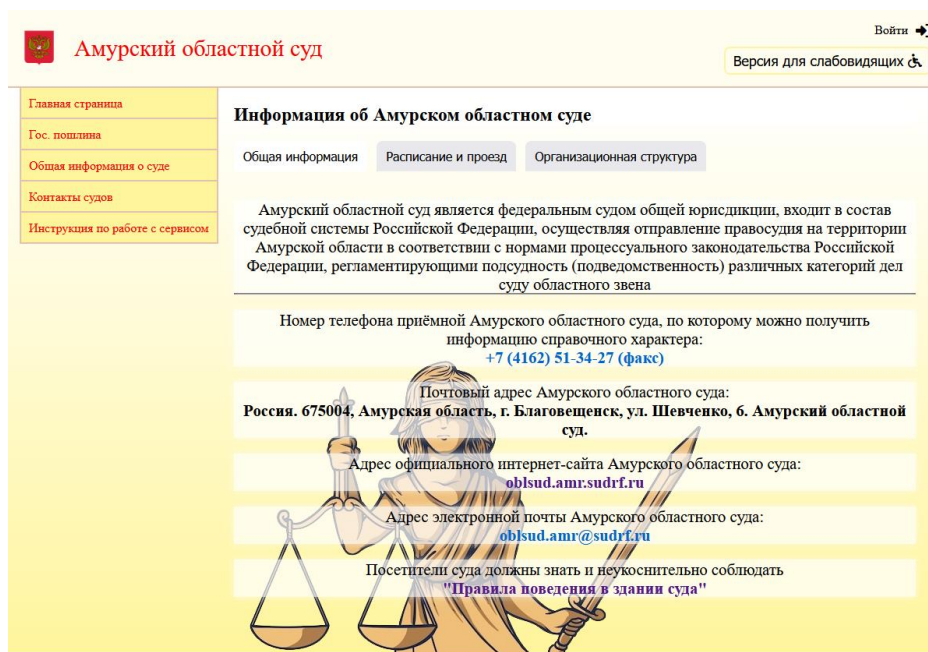 Войти
Амурский областной суд
Версия для слабовидящих
Главная страница
Гос. пошлина
Общая информация о суде
Контакты судов
Инструкция по работе с сервисом
Информация об Амурском областном суде
Общая информация
Расписание и проезд
Организационная структура
Амурский областной суд является федеральным судом общей юрисдикции, входит в состав
судебной системы Российской Федерации, осуществляя отправление правосудия на территории
Амурской области в соответствии с нормами процессуального законодательства Российской
Федерации, регламентирующими подсудность (подведомственность) различных категорий дел
суду областного звена
Номер телефона приёмной Амурского областного суда, по которому можно получить
информацию справочного характера:
+7 (4162) 51-34-27 (факс)
Почтовый адрес Амурского областного суда:
Россия. 675004, Амурская область, г. Благовещенск, ул. Шевченко, 6. Амурский областной
суд.
Адрес официального интернет-сайта Амурского областного суда:
oblsud.amr.sudrf.ru
Адрес электронной почты Амурского областного суда:
oblsud.amr@sudrf.ru
Посетители суда должны знать и неукоснительно соблюдать
"Правила поведения в здании суда"